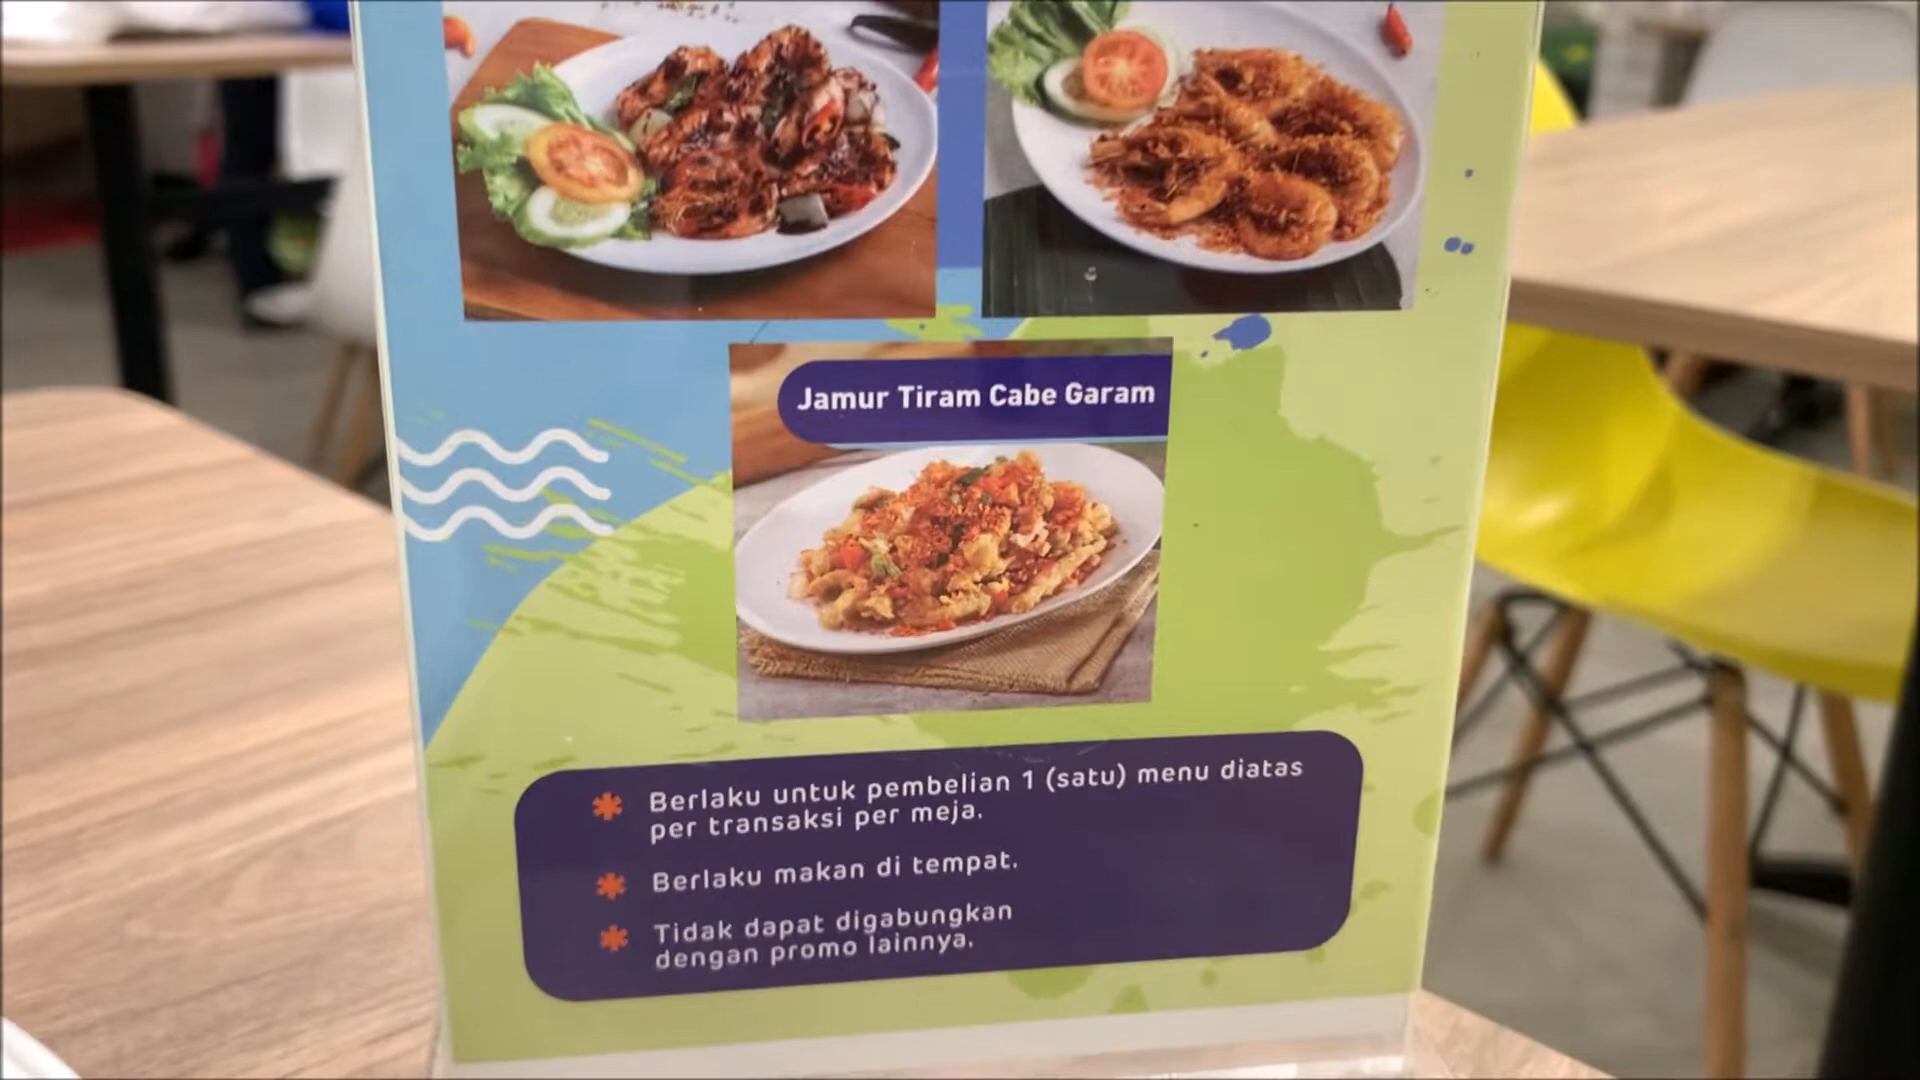 Jamur Tiram Cabe Garam
* Berlaku untuk pembelian 1 (satu) menu diatas
per transaksi per meja.
* Berlaku makan di tempat.
* Tidak dapat digabungkan
dengan promo lainnya.